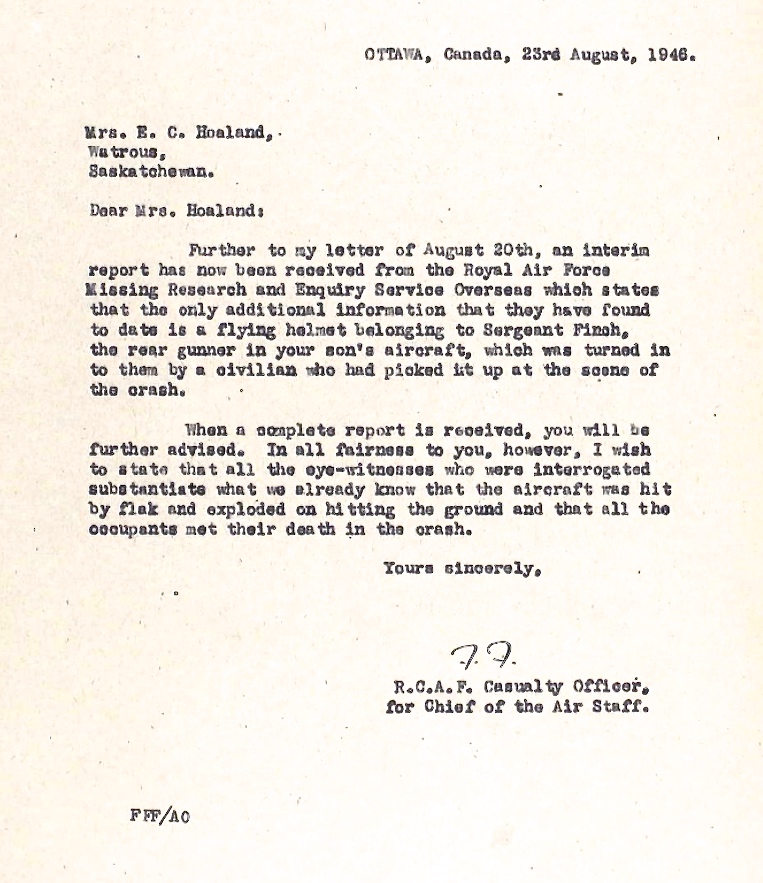 OTTAWA, Canada, 23rd August, 1946.
Mrs. E. C. Hoaland,
Watrous,
Saskatchewan.
Dear Mrs. Hoaland:
Further to my letter of August 20th, an interim
report has now been received from the Royal Air Force
Missing Research and Enquiry Service Overseas which states
that the only additional information that they have found
to date is a flying helmet belonging to Sergeant Finch,
the rear gunner in your son's aircraft, which was turned in
to them by a civilian who had picked it up at the scene of
the crash.
When a complete report is received, you will be
further advised. In all fairness to you, however, I wish
to state that all the eye-witnesses who were interrogated
substantiate what we already know that the aircraft was hit
by flak and exploded on hitting the ground and that all the
occupants met their death in the crash.
Yours sincerely,
F.F.
R.C.A.F. Casualty Officer,
for Chief of the Air Staff.
FFF/AC